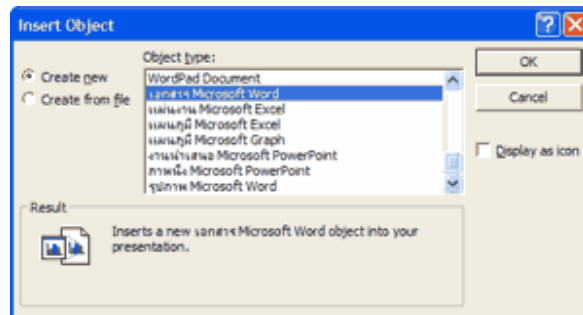 Insert Object
Object type:
Create new
Create from file
WordPad Document
เอกสาร Microsoft Word
แผ่นงาน Microsoft Excel
แผนภูมิ Microsoft Excel
แผนภูมิ Microsoft Graph
งานนำเสนอ Microsoft PowerPoint
ภาพนิ่ง Microsoft PowerPoint
รูปภาพ Microsoft Word
OK
Cancel
Display as icon
Result
Inserts a new เอกสาร Microsoft Word object into your
presentation.